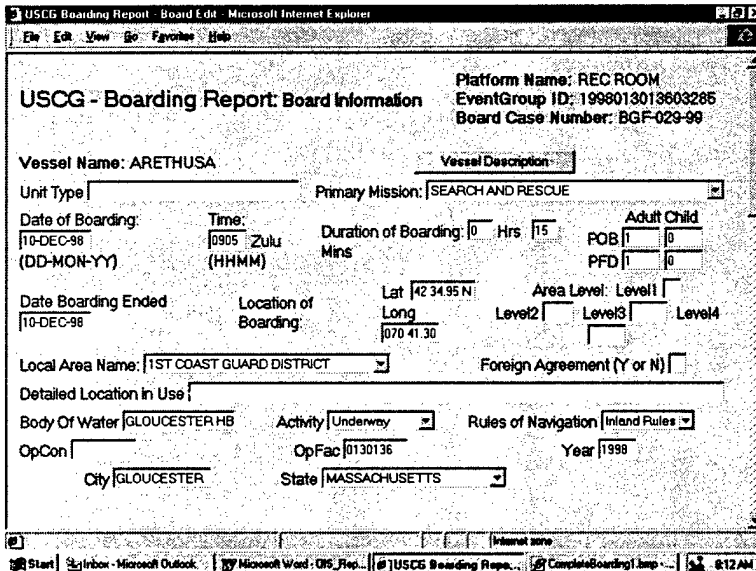 USCG Boarding Report - Board Edit - Microsoft Internet Explorer
File Edit View Go Favorites Help
USCG - Boarding Report: Board Information
Platform Name: REC ROOM
EventGroup ID: 19980130136032​85
Board Case Number: BGF-029-99
Vessel Name: ARETHUSA
Vessel Description
Unit Type
Primary Mission: SEARCH AND RESCUE
Date of Boarding: 10-DEC-98 (DD-MON-YY)
Time: 0905 Zulu (HHMM)
Duration of Boarding: 0 Hrs 15 Mins
Adult Child
POB 1 0
PFD 1 0
Date Boarding Ended 10-DEC-98
Location of Boarding:
Lat 42 34.95 N
Long 070 41.30
Area Level: Level1
Level2 Level3 Level4
Local Area Name: 1ST COAST GUARD DISTRICT
Foreign Agreement (Y or N)
Detailed Location in Use
Body Of Water GLOUCESTER HB
Activity Underway
Rules of Navigation Inland Rules
OpCon
OpFac 0130136
Year 1998
City GLOUCESTER
State MASSACHUSETTS
Internet zone
Start Inbox - Microsoft Outlook Microsoft Word - USCG Boarding Repo... CompleteBoarding1.bmp - ... 8:12 AM